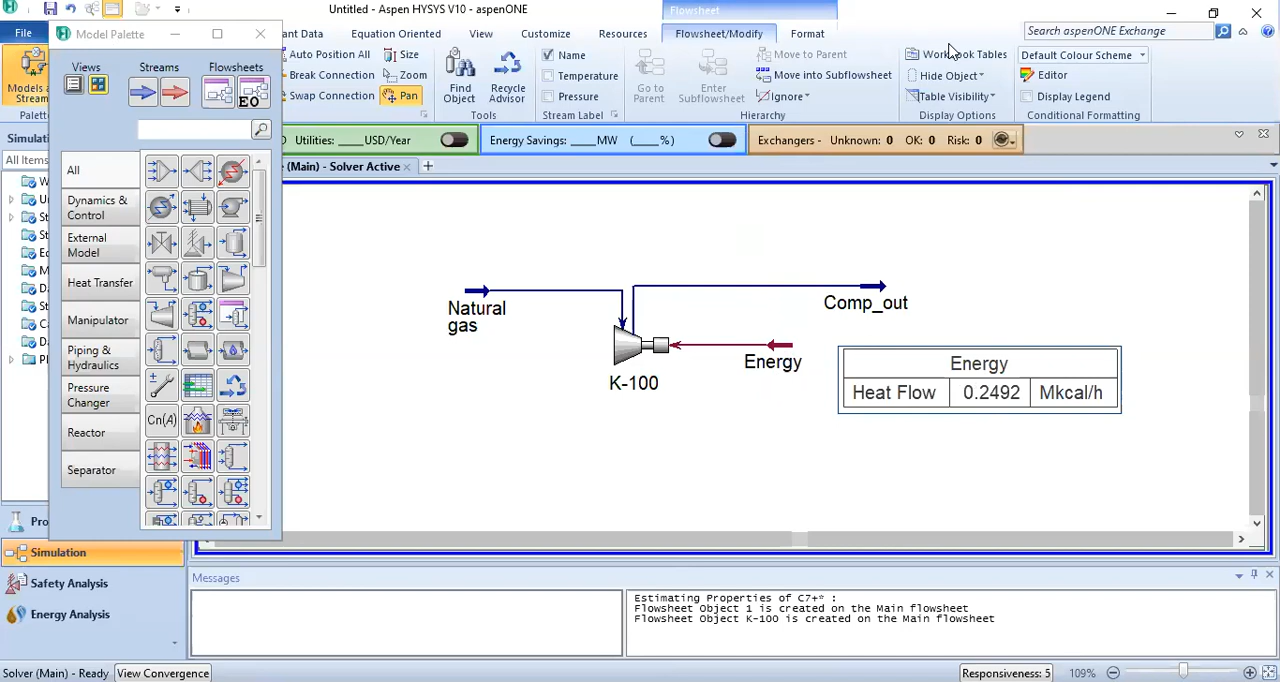 Untitled - Aspen HYSYS V10 - aspenONE
Flowsheet
Model Palette
File
nt Data
Equation Oriented
View
Customize
Resources
Flowsheet/Modify
Format
Search aspenONE Exchange
Auto Position All
Size
Name
Move to Parent
Tables
Default Colour Scheme
Break Connection
Zoom
Temperature
Move into Subflowsheet
Hide Object
Editor
Swap Connection
Pan
Find Object
Recycle Advisor
Pressure
Go to Parent
Enter Subflowsheet
Ignore
Table Visibility
Display Legend
Tools
Stream Label
Hierarchy
Display Options
Conditional Formatting
Utilities: ____USD/Year
Energy Savings: ____MW (____%)
Exchangers - Unknown: 0 OK: 0 Risk: 0
(Main) - Solver Active
Views
Streams
Flowsheets
EO
All
Dynamics & Control
External Model
Heat Transfer
Manipulator
Piping & Hydraulics
Pressure Changer
Reactor
Separator
Cn(A)
All Items
Natural
gas
Comp_out
K-100
Energy
Energy
Heat Flow 0.2492 Mkcal/h
Simulation
Safety Analysis
Energy Analysis
Messages
Estimating Properties of C7+* :
Flowsheet Object 1 is created on the Main flowsheet
Flowsheet Object K-100 is created on the Main flowsheet
Solver (Main) - Ready
View Convergence
Responsiveness: 5
109%